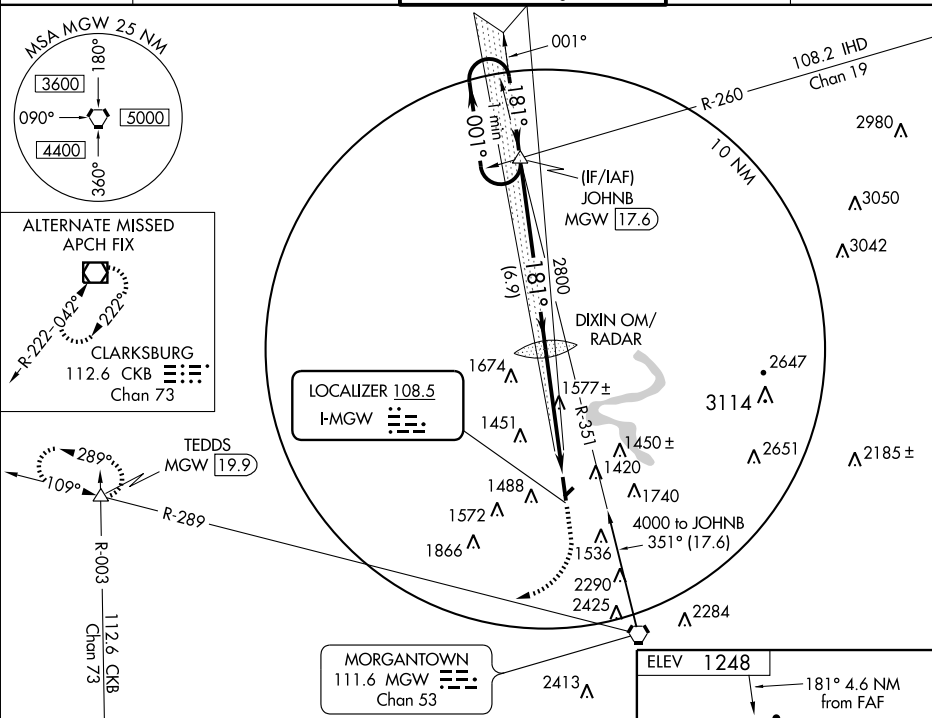 MSA MGW 25 NM
180°
3600
090°
5000
4400
360°
ALTERNATE MISSED
APCH FIX
R-222
042°
222°
CLARKSBURG
112.6 CKB
Chan 73
001°
108.2 IHD
Chan 19
R-260
181°
1 min
001°
10 NM
(IF/IAF)
JOHNB
MGW 17.6
2980
3050
3042
181°
(6.9)
2800
DIXIN OM/
RADAR
LOCALIZER 108.5
I-MGW
1674
1577 ±
R-351
2647
3114
1451
1450 ±
1420
2651
2185 ±
TEDDS
MGW 19.9
289°
109°
R-289
1488
1572
1740
1866
1536
4000 to JOHNB
351° (17.6)
R-003
112.6 CKB
Chan 73
2290
2425
2284
MORGANTOWN
111.6 MGW
Chan 53
2413
ELEV 1248
181° 4.6 NM
from FAF